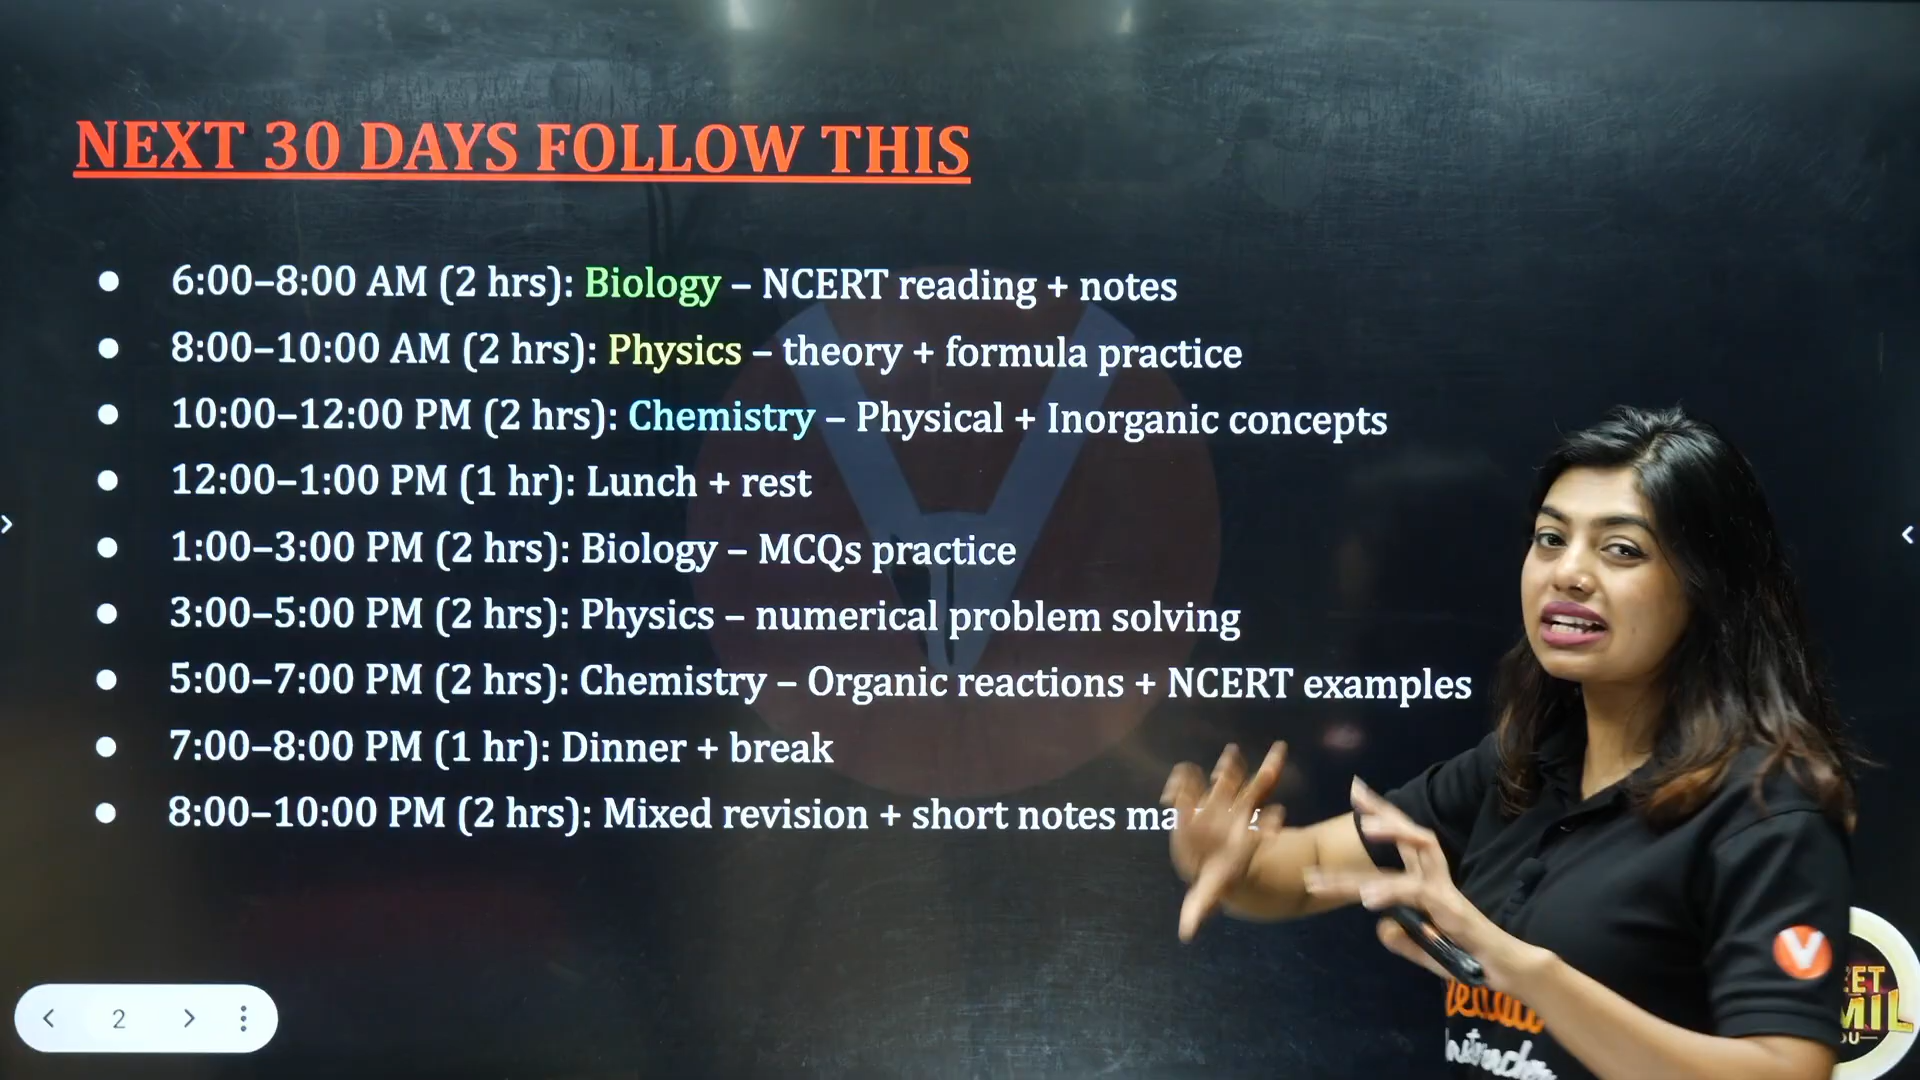 NEXT 30 DAYS FOLLOW THIS
6:00–8:00 AM (2 hrs): Biology – NCERT reading + notes
8:00–10:00 AM (2 hrs): Physics – theory + formula practice
10:00–12:00 PM (2 hrs): Chemistry – Physical + Inorganic concepts
12:00–1:00 PM (1 hr): Lunch + rest
1:00–3:00 PM (2 hrs): Biology – MCQs practice
3:00–5:00 PM (2 hrs): Physics – numerical problem solving
5:00–7:00 PM (2 hrs): Chemistry – Organic reactions + NCERT examples
7:00–8:00 PM (1 hr): Dinner + break
8:00–10:00 PM (2 hrs): Mixed revision + short notes
2
V